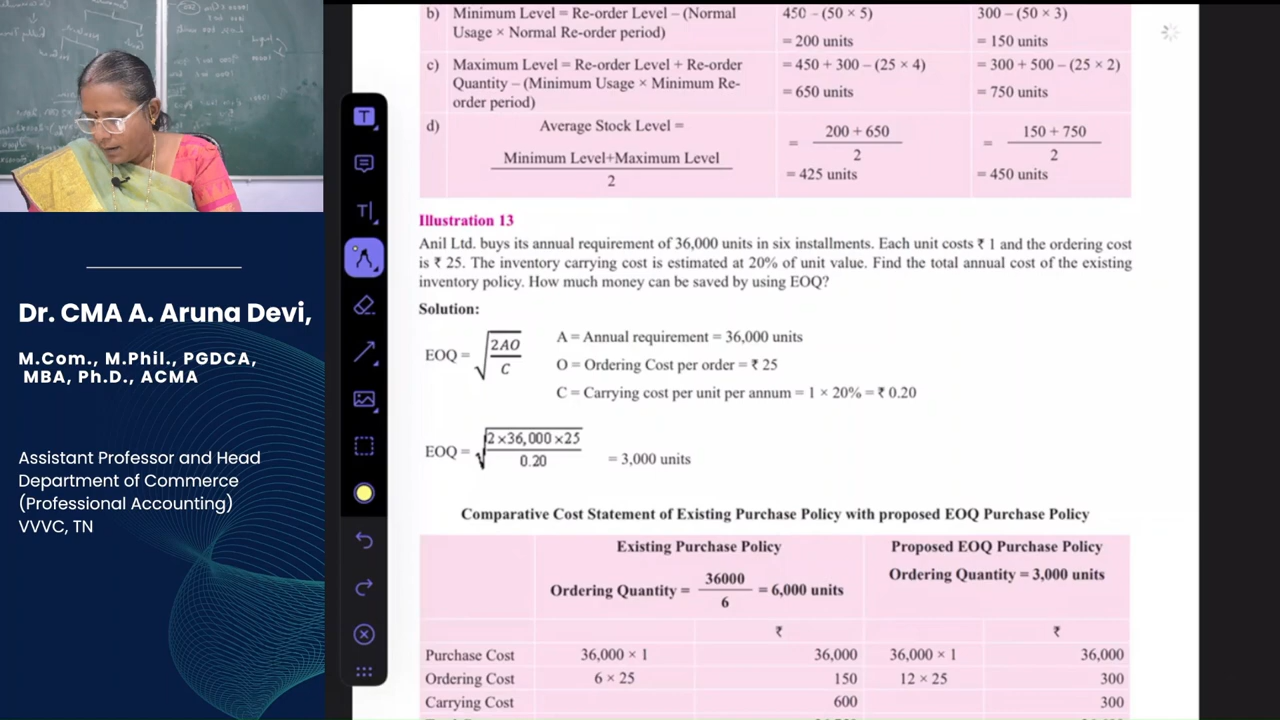 Dr. CMA A. Aruna Devi,
M.Com., M.Phil., PGDCA,
MBA, Ph.D., ACMA
Assistant Professor and Head
Department of Commerce
(Professional Accounting)
VVVC, TN
b) Minimum Level = Re-order Level – (Normal 450 – (50 × 5) 300 – (50 × 3)
Usage × Normal Re-order period) = 200 units = 150 units
c) Maximum Level = Re-order Level + Re-order = 450 + 300 – (25 × 4) = 300 + 500 – (25 × 2)
Quantity – (Minimum Usage × Minimum Re- = 650 units = 750 units
order period)
d) Average Stock Level = = 200 + 650 = 150 + 750
Minimum Level+Maximum Level 2 2
2 = 425 units = 450 units
Illustration 13
Anil Ltd. buys its annual requirement of 36,000 units in six installments. Each unit costs ₹ 1 and the ordering cost
is ₹ 25. The inventory carrying cost is estimated at 20% of unit value. Find the total annual cost of the existing
inventory policy. How much money can be saved by using EOQ?
Solution:
EOQ = √ 2AO
C
A = Annual requirement = 36,000 units
O = Ordering Cost per order = ₹ 25
C = Carrying cost per unit per annum = 1 × 20% = ₹ 0.20
EOQ = √ 2 ×36,000 ×25
0.20
= 3,000 units
Comparative Cost Statement of Existing Purchase Policy with proposed EOQ Purchase Policy
Existing Purchase Policy Proposed EOQ Purchase Policy
Ordering Quantity = 36000 = 6,000 units Ordering Quantity = 3,000 units
6
₹ ₹
Purchase Cost 36,000 × 1 36,000 36,000 × 1 36,000
Ordering Cost 6 × 25 150 12 × 25 300
Carrying Cost 600 300